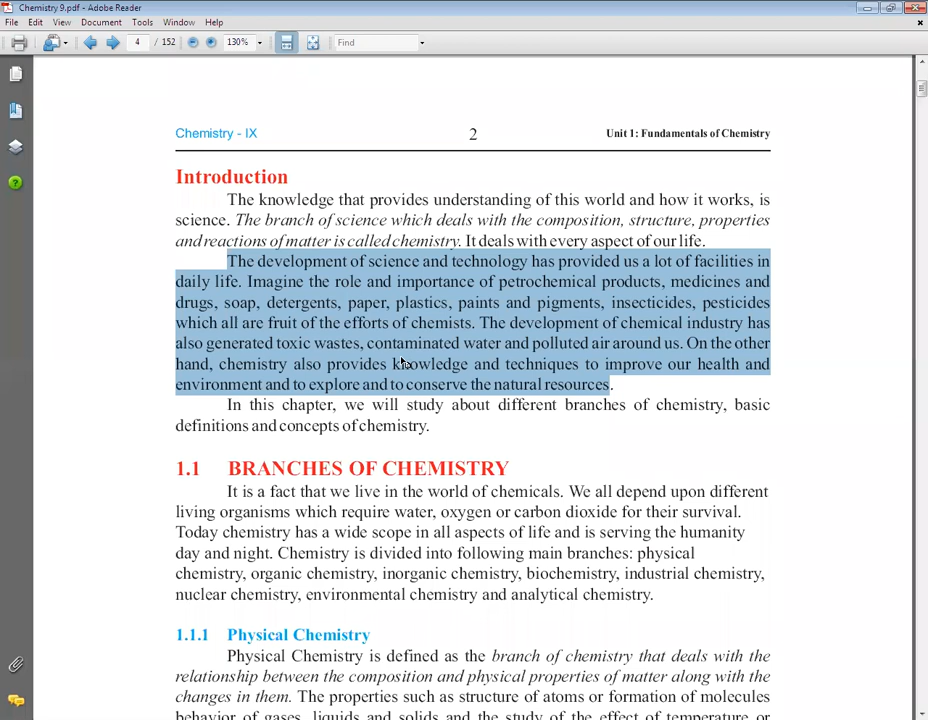 Chemistry 9.pdf - Adobe Reader
File Edit View Document Tools Window Help
4 / 152 130% Find
Chemistry - IX 2 Unit 1: Fundamentals of Chemistry
Introduction
The knowledge that provides understanding of this world and how it works, is
science. The branch of science which deals with the composition, structure, properties
and reactions of matter is called chemistry. It deals with every aspect of our life.
The development of science and technology has provided us a lot of facilities in
daily life. Imagine the role and importance of petrochemical products, medicines and
drugs, soap, detergents, paper, plastics, paints and pigments, insecticides, pesticides
which all are fruit of the efforts of chemists. The development of chemical industry has
also generated toxic wastes, contaminated water and polluted air around us. On the other
hand, chemistry also provides knowledge and techniques to improve our health and
environment and to explore and to conserve the natural resources.
In this chapter, we will study about different branches of chemistry, basic
definitions and concepts of chemistry.
1.1 BRANCHES OF CHEMISTRY
It is a fact that we live in the world of chemicals. We all depend upon different
living organisms which require water, oxygen or carbon dioxide for their survival.
Today chemistry has a wide scope in all aspects of life and is serving the humanity
day and night. Chemistry is divided into following main branches: physical
chemistry, organic chemistry, inorganic chemistry, biochemistry, industrial chemistry,
nuclear chemistry, environmental chemistry and analytical chemistry.
1.1.1 Physical Chemistry
Physical Chemistry is defined as the branch of chemistry that deals with the
relationship between the composition and physical properties of matter along with the
changes in them. The properties such as structure of atoms or formation of molecules
behavior of gases, liquids and solids and the study of the effect of temperature or